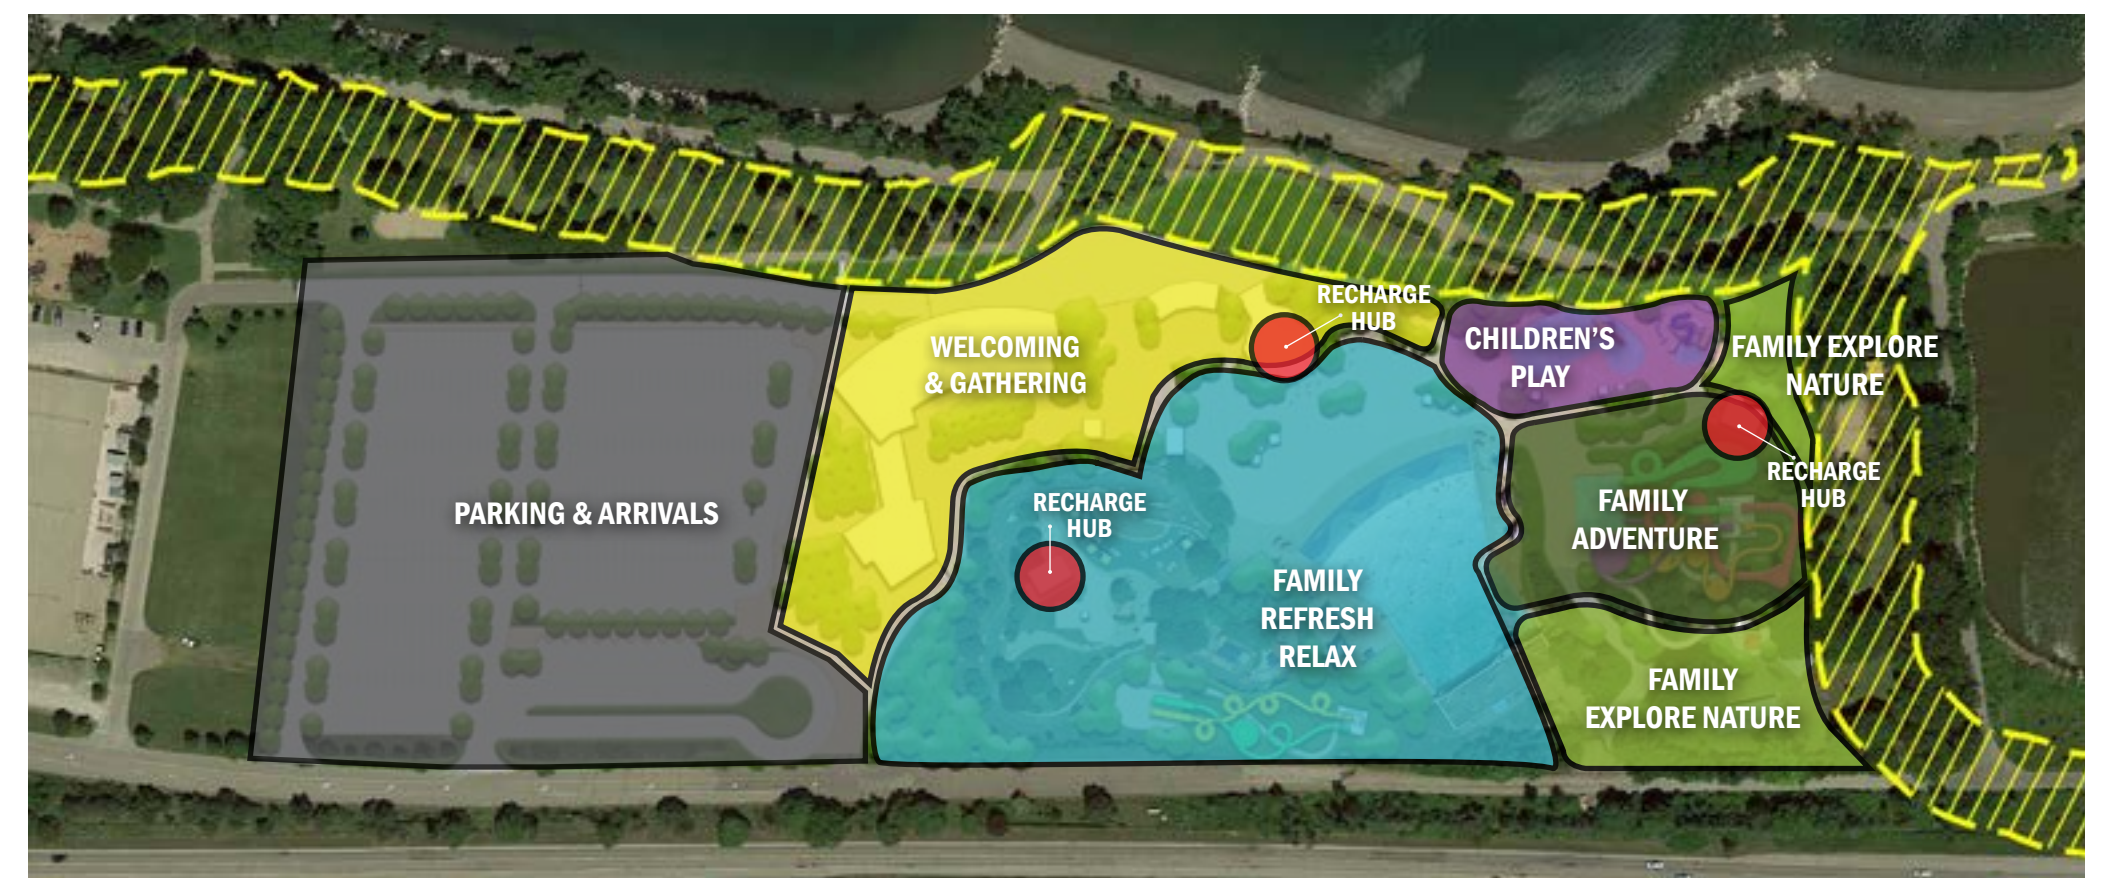 RECHARGE
HUB
WELCOMING
& GATHERING
CHILDREN'S
PLAY
FAMILY EXPLORE
NATURE
RECHARGE
HUB
PARKING & ARRIVALS
RECHARGE
HUB
FAMILY
ADVENTURE
FAMILY
REFRESH
RELAX
FAMILY
EXPLORE NATURE